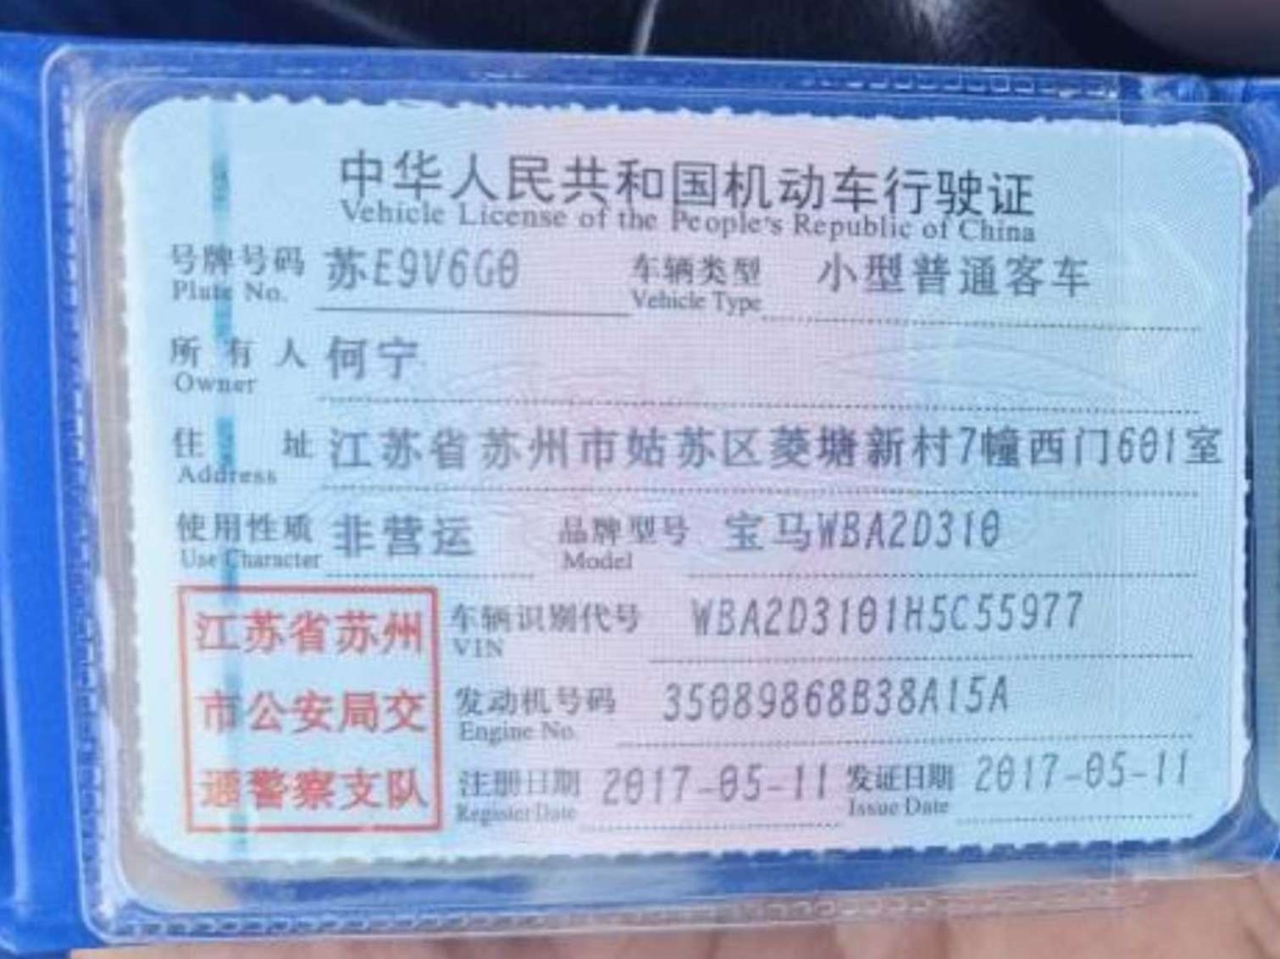 中华人民共和国机动车行驶证
Vehicle License of the People's Republic of China
号牌号码 苏E9V6G0 车辆类型 小型普通客车
Plate No. Vehicle Type
所有人 何宁
Owner
住址 江苏省苏州市姑苏区菱塘新村7幢西门601室
Address
使用性质 非营运 品牌型号 宝马WBA2D310
Use Character Model
车辆识别代号 WBA2D3101H5C55977
VIN
发动机号码 35089868B38A15A
Engine No.
注册日期 2017-05-11 发证日期 2017-05-11
Register Date Issue Date
江苏省苏州
市公安局交
通警察支队